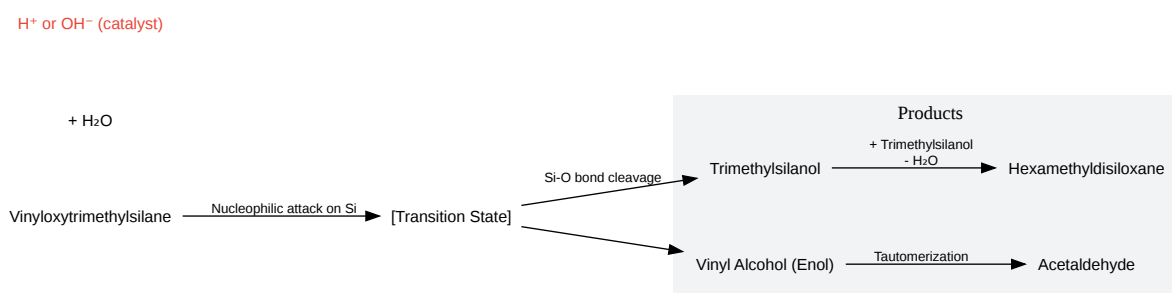 H⁺ or OH⁻ (catalyst)
+ H₂O
Products
+ Trimethylsilanol
- H₂O
Trimethylsilanol
Hexamethyldisiloxane
Si-O bond cleavage
Vinyloxytrimethylsilane
Nucleophilic attack on Si
[Transition State]
Vinyl Alcohol (Enol)
Tautomerization
Acetaldehyde